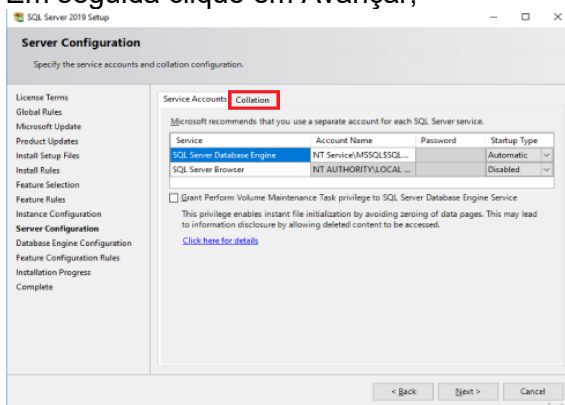 Em seguida clique em Avançar;
SQL Server 2019 Setup
Server Configuration
Specify the service accounts and collation configuration.
License Terms
Global Rules
Microsoft Update
Product Updates
Install Setup Files
Install Rules
Feature Selection
Feature Rules
Instance Configuration
Server Configuration
Database Engine Configuration
Feature Configuration Rules
Installation Progress
Complete
Service Accounts Collation
Microsoft recommends that you use a separate account for each SQL Server service.
Service Account Name Password Startup Type
SQL Server Database Engine NT Service\MSSQL$SQL... Automatic
SQL Server Browser NT AUTHORITY\LOCAL ... Disabled
Grant Perform Volume Maintenance Task privilege to SQL Server Database Engine Service
This privilege enables instant file initialization by avoiding zeroing of data pages. This may lead
to information disclosure by allowing deleted content to be accessed.
Click here for details
< Back Next > Cancel